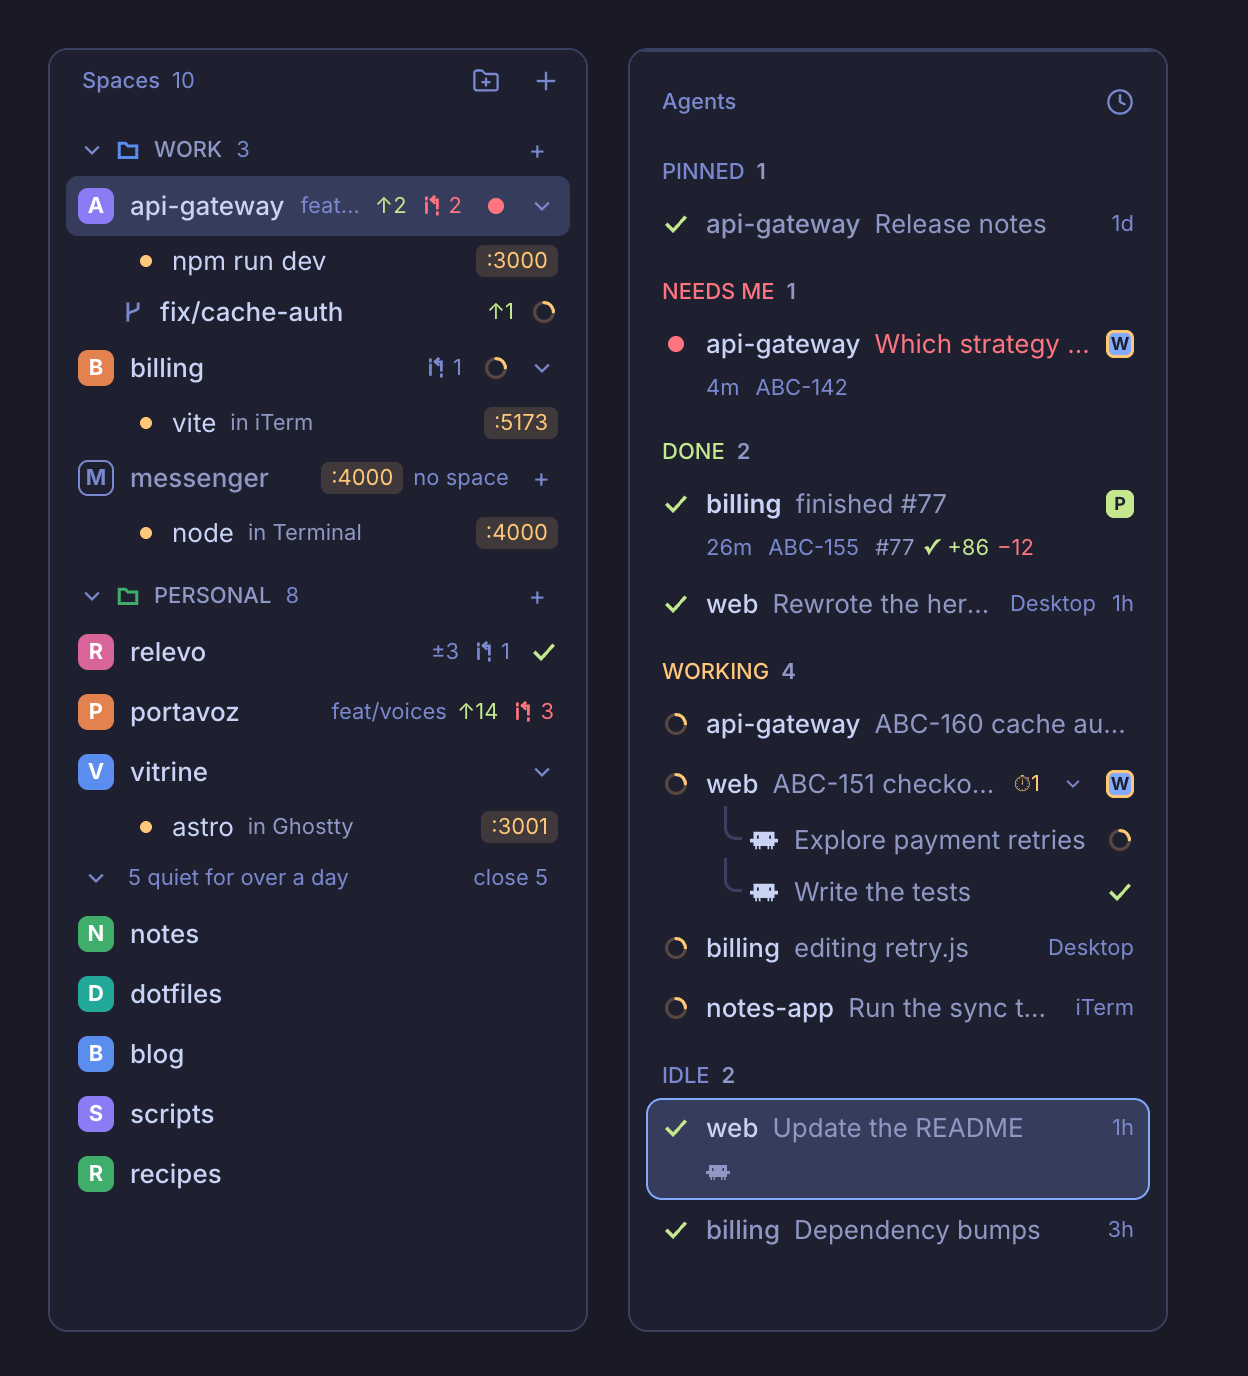 Spaces 10
WORK 3 +
A api-gateway feat... ↑2 2
npm run dev :3000
fix/cache-auth ↑1
B billing 1
vite in iTerm :5173
M messenger :4000 no space +
node in Terminal :4000
PERSONAL 8 +
R relevo ±3 1
P portavoz feat/voices ↑14 3
V vitrine
astro in Ghostty :3001
5 quiet for over a day close 5
N notes
D dotfiles
B blog
S scripts
R recipes
Agents
PINNED 1
api-gateway Release notes 1d
NEEDS ME 1
api-gateway Which strategy ... W
4m ABC-142
DONE 2
billing finished #77 P
26m ABC-155 #77 ✓ +86 −12
web Rewrote the her... Desktop 1h
WORKING 4
api-gateway ABC-160 cache au...
web ABC-151 checko... ⏱1 W
Explore payment retries
Write the tests
billing editing retry.js Desktop
notes-app Run the sync t... iTerm
IDLE 2
web Update the README 1h
billing Dependency bumps 3h